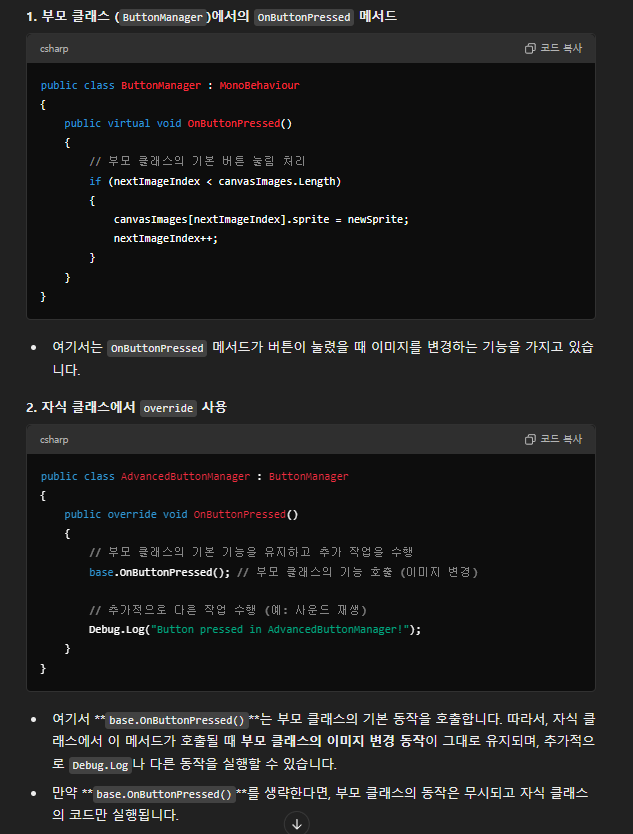 1. 부모 클래스 (ButtonManager)에서의 OnButtonPressed 메서드
csharp 코드 복사
public class ButtonManager : MonoBehaviour
{
    public virtual void OnButtonPressed()
    {
        // 부모 클래스의 기본 버튼 눌림 처리
        if (nextImageIndex < canvasImages.Length)
        {
            canvasImages[nextImageIndex].sprite = newSprite;
            nextImageIndex++;
        }
    }
}
• 여기서는 OnButtonPressed 메서드가 버튼이 눌렸을 때 이미지를 변경하는 기능을 가지고 있습
니다.
2. 자식 클래스에서 override 사용
csharp 코드 복사
public class AdvancedButtonManager : ButtonManager
{
    public override void OnButtonPressed()
    {
        // 부모 클래스의 기본 기능을 유지하고 추가 작업을 수행
        base.OnButtonPressed(); // 부모 클래스의 기능 호출 (이미지 변경)
        // 추가적으로 다른 작업 수행 (예: 사운드 재생)
        Debug.Log("Button pressed in AdvancedButtonManager!");
    }
}
• 여기서 **base.OnButtonPressed()**는 부모 클래스의 기본 동작을 호출합니다. 따라서, 자식 클
래스에서 이 메서드가 호출될 때 부모 클래스의 이미지 변경 동작이 그대로 유지되며, 추가적으
로 Debug.Log나 다른 동작을 실행할 수 있습니다.
• 만약 **base.OnButtonPressed()**를 생략한다면, 부모 클래스의 동작은 무시되고 자식 클래스
의 코드만 실행됩니다.